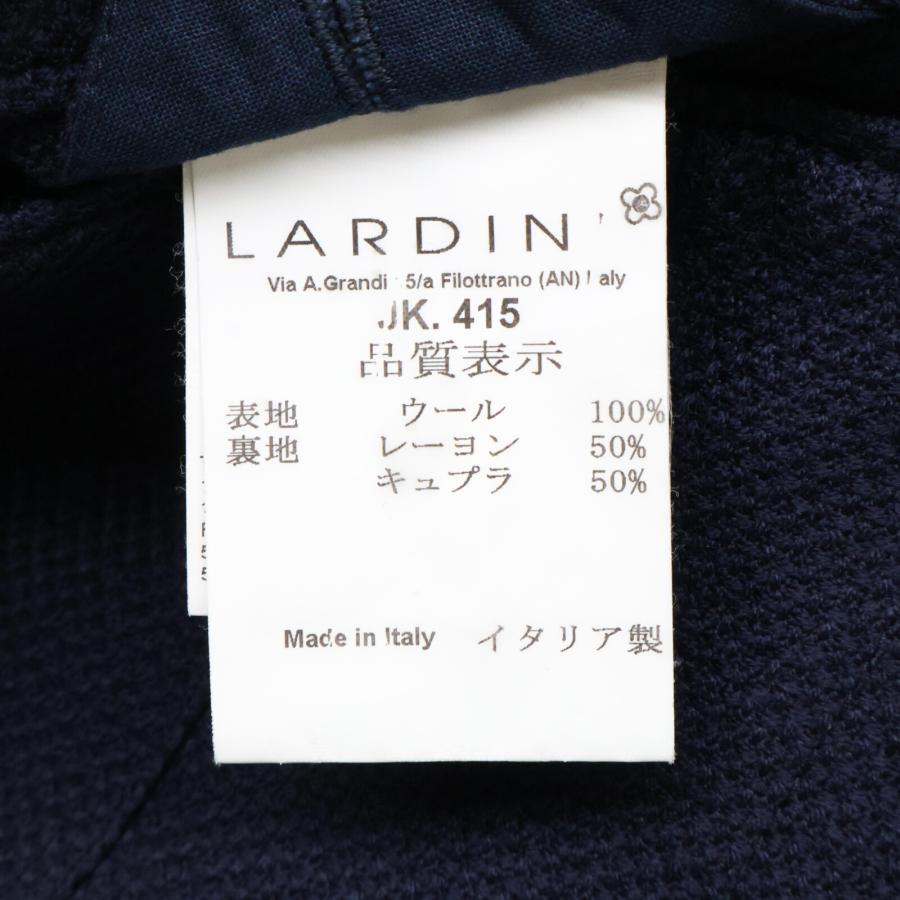 LARDIN
Via A.Grandi 5/a Filottrano (AN) Italy
JK. 415
品質表示
表地 ウール 100%
裏地 レーヨン 50%
キュプラ 50%
Made in Italy イタリア製